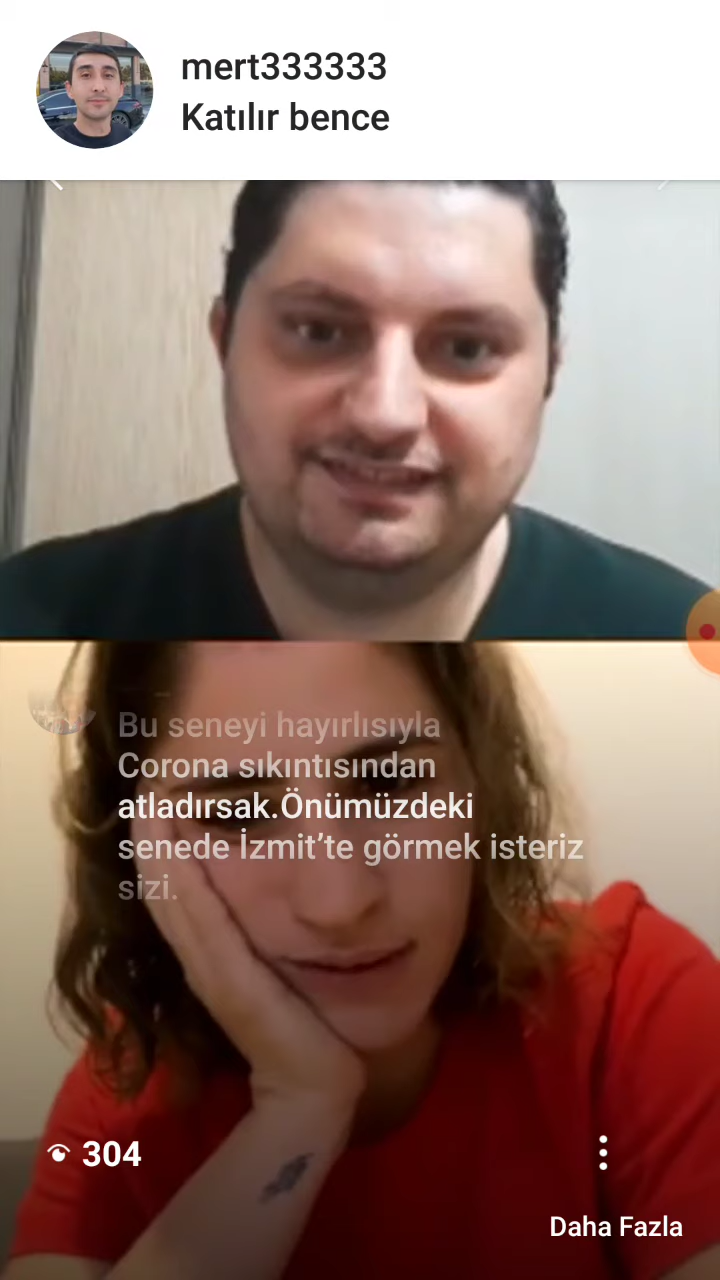 mert333333
Katılır bence
Bu seneyi hayırlısıyla
Corona sıkıntısından
atladırsak.Önümüzdeki
senede İzmit’te görmek isteriz
sizi.
304
Daha Fazla